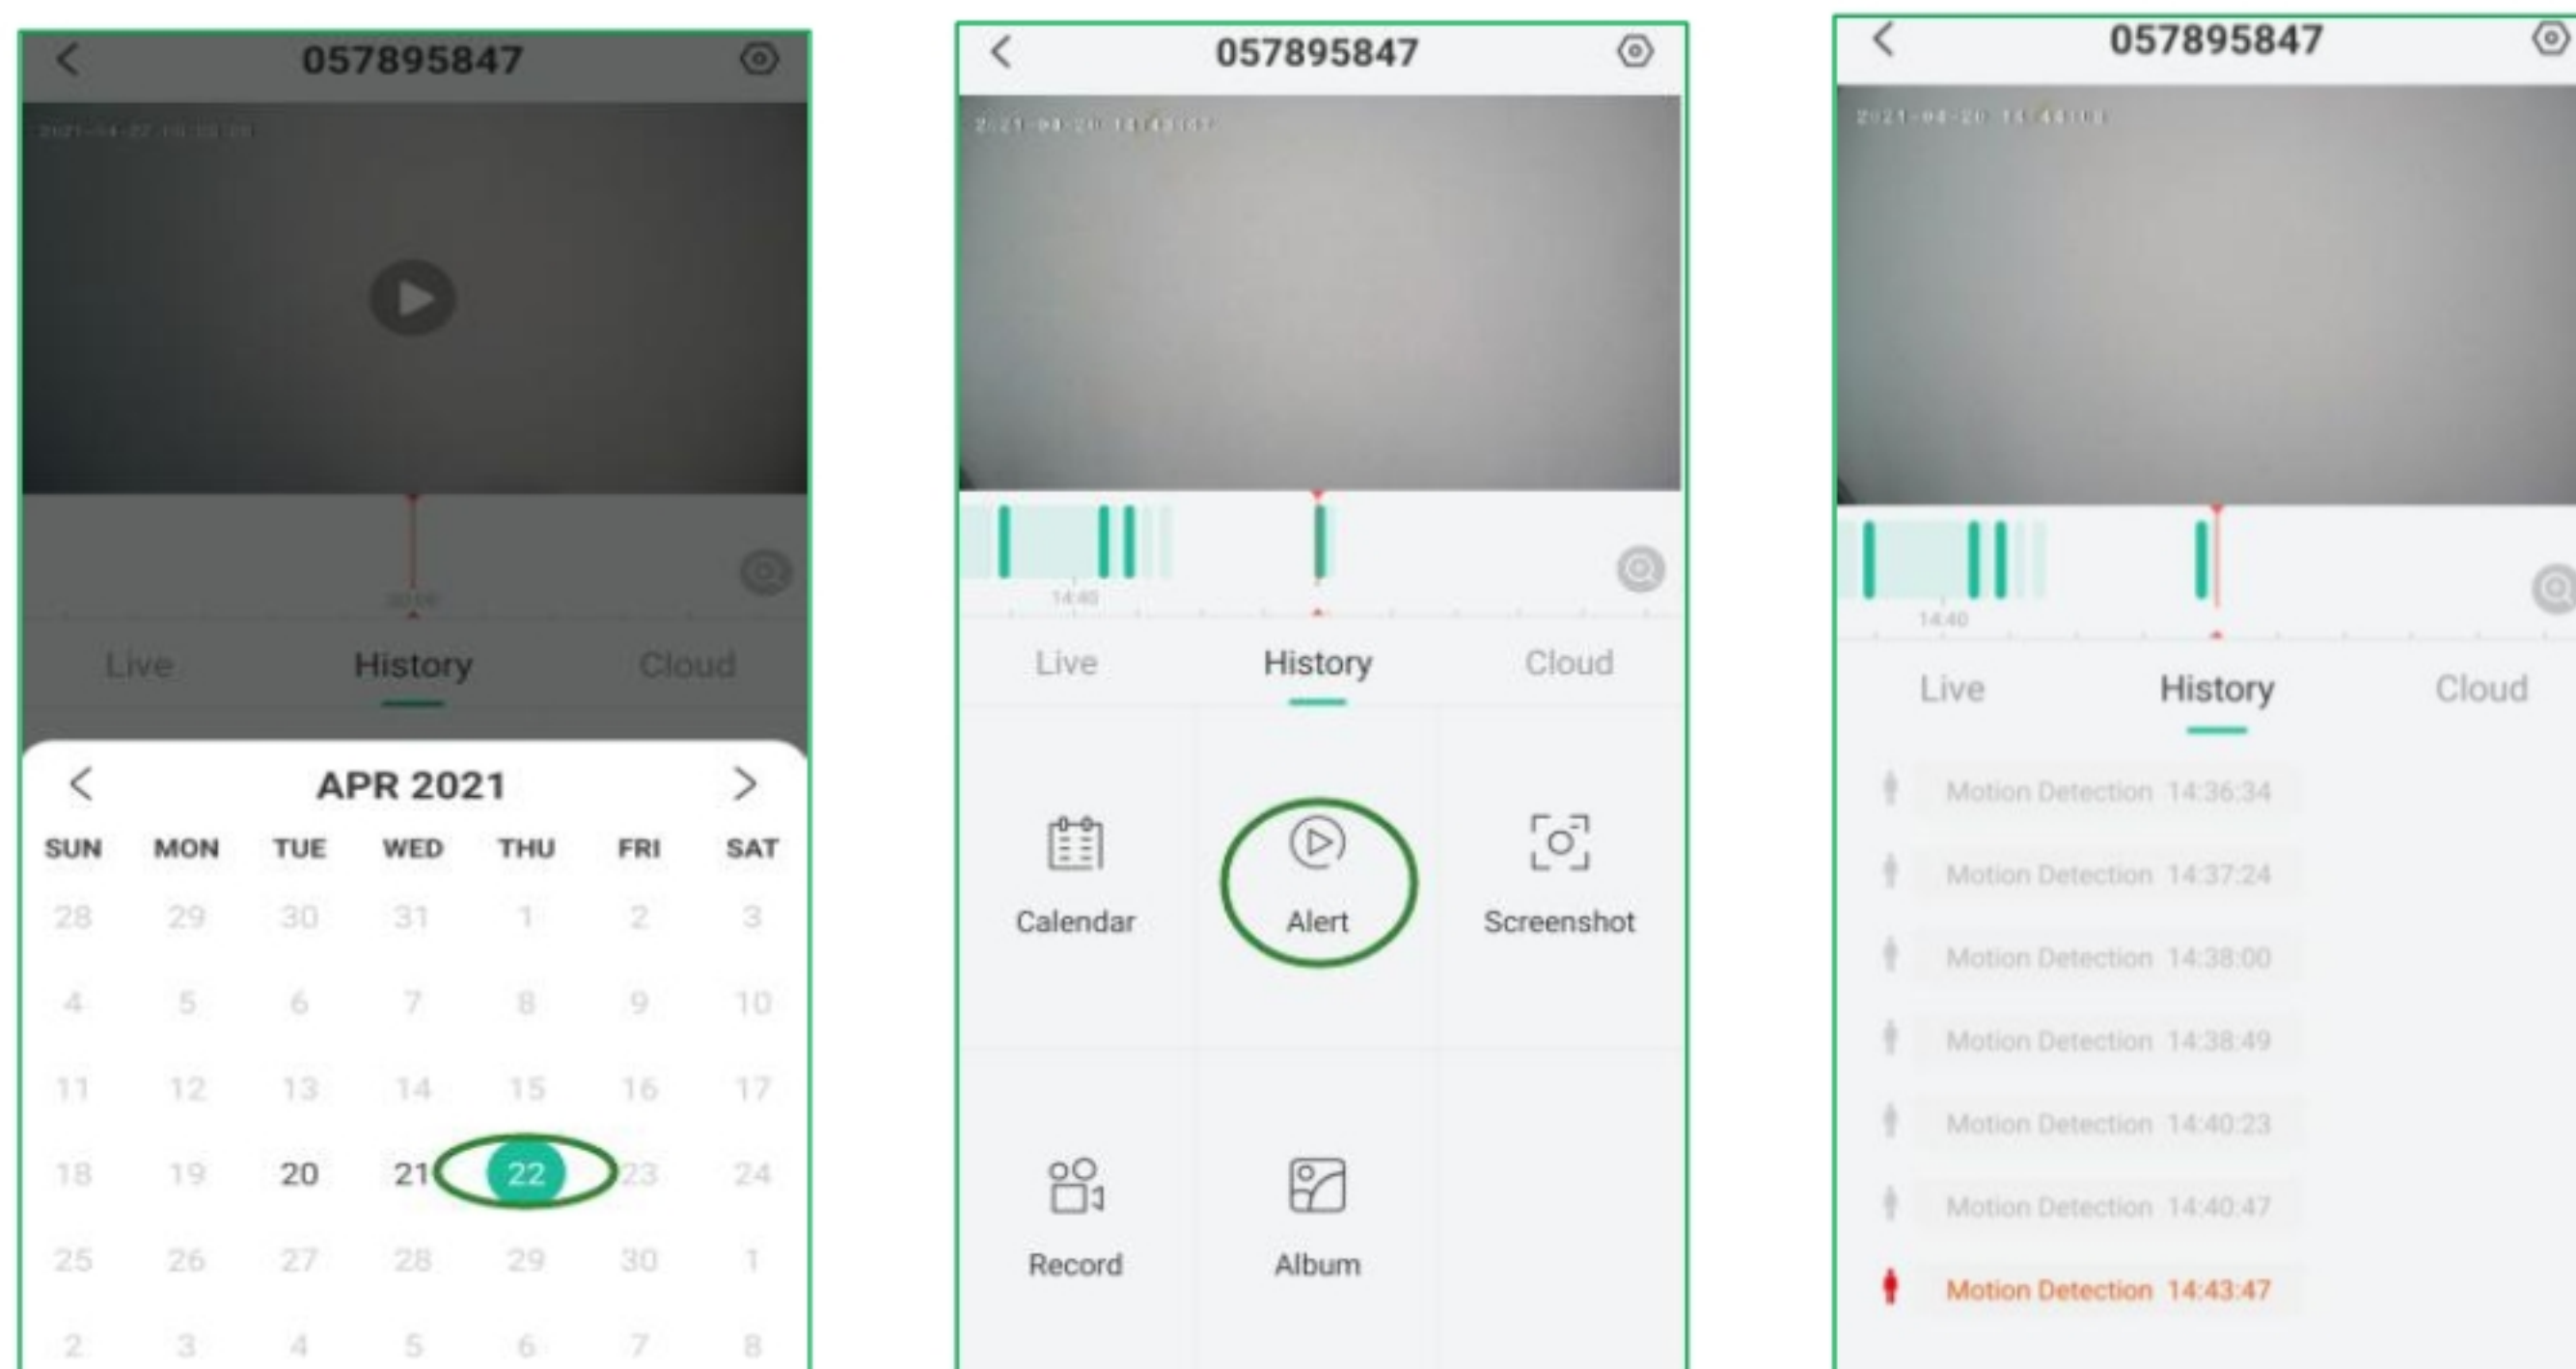 057895847
Live History Cloud
APR 2021
SUN MON TUE WED THU FRI SAT
28 29 30 31 1 2 3
4 5 6 7 8 9 10
11 12 13 14 15 16 17
18 19 20 21 22 23 24
25 26 27 28 29 30 1
2 3 4 5 6 7 8
057895847
14:40
Live History Cloud
Calendar Alert Screenshot
Record Album
057895847
14:40
Live History Cloud
Motion Detection 14:36:34
Motion Detection 14:37:24
Motion Detection 14:38:00
Motion Detection 14:38:49
Motion Detection 14:40:23
Motion Detection 14:40:47
Motion Detection 14:43:47